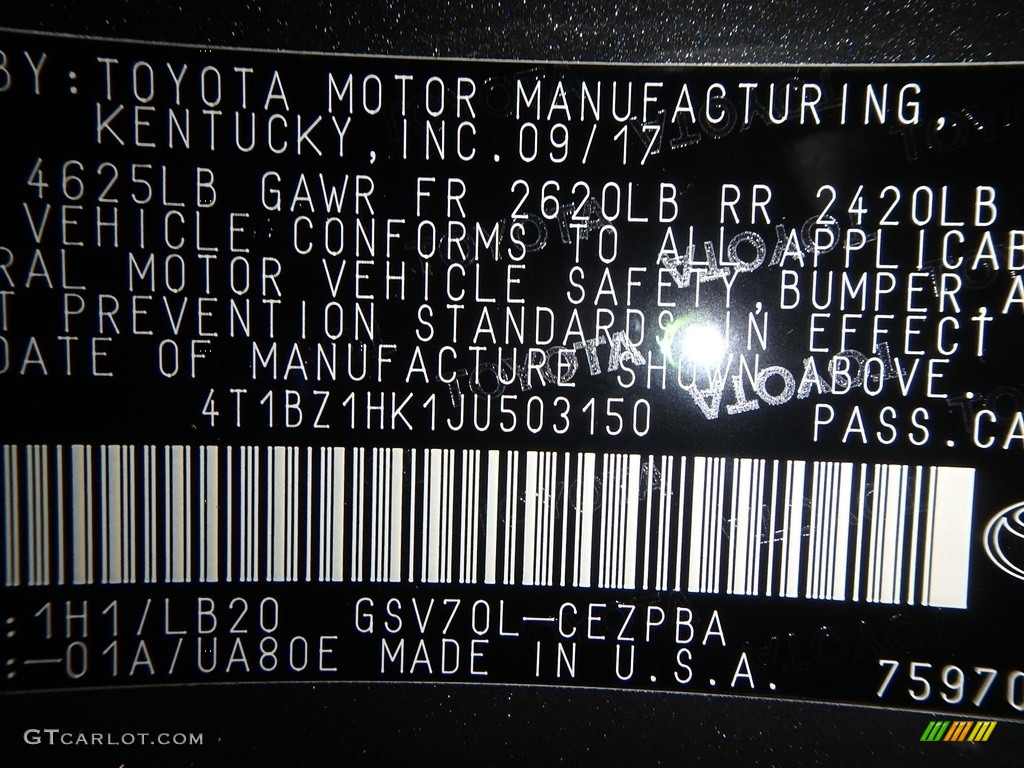 BY: TOYOTA MOTOR MANUFACTURING,
KENTUCKY, INC. 09/17
4625LB GAWR FR 2620LB RR 2420LB
VEHICLE CONFORMS TO ALL APPLICAB
RAL MOTOR VEHICLE SAFETY, BUMPER, A
T PREVENTION STANDARDS IN EFFECT
DATE OF MANUFACTURE SHOWN ABOVE.
4T1BZ1HK1JU503150 PASS.CA
: 1H1/LB20 GSV70L-CEZPBA
: -01A/UA80E MADE IN U.S.A.
75970
GTCARLOT.COM